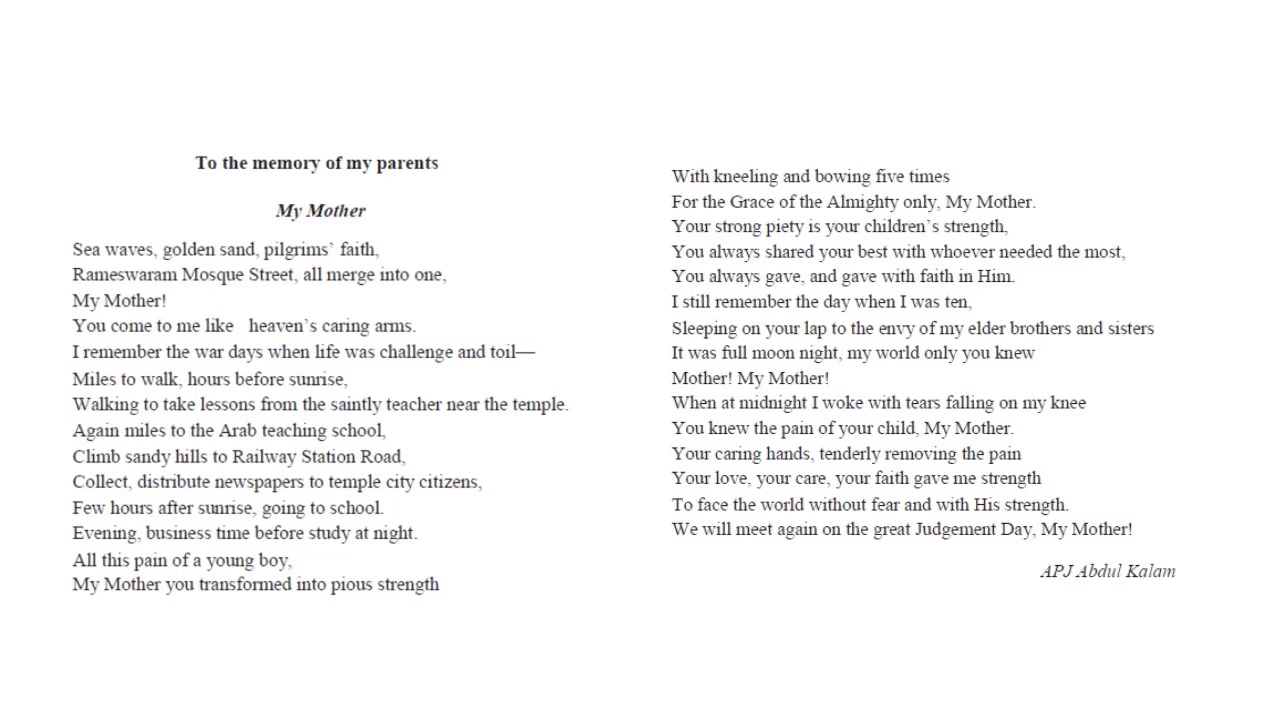 To the memory of my parents
My Mother
Sea waves, golden sand, pilgrims' faith,
Rameswaram Mosque Street, all merge into one,
My Mother!
You come to me like heaven's caring arms.
I remember the war days when life was challenge and toil—
Miles to walk, hours before sunrise,
Walking to take lessons from the saintly teacher near the temple.
Again miles to the Arab teaching school,
Climb sandy hills to Railway Station Road,
Collect, distribute newspapers to temple city citizens,
Few hours after sunrise, going to school.
Evening, business time before study at night.
All this pain of a young boy,
My Mother you transformed into pious strength
With kneeling and bowing five times
For the Grace of the Almighty only, My Mother.
Your strong piety is your children's strength,
You always shared your best with whoever needed the most,
You always gave, and gave with faith in Him.
I still remember the day when I was ten,
Sleeping on your lap to the envy of my elder brothers and sisters
It was full moon night, my world only you knew
Mother! My Mother!
When at midnight I woke with tears falling on my knee
You knew the pain of your child, My Mother.
Your caring hands, tenderly removing the pain
Your love, your care, your faith gave me strength
To face the world without fear and with His strength.
We will meet again on the great Judgement Day, My Mother!
APJ Abdul Kalam